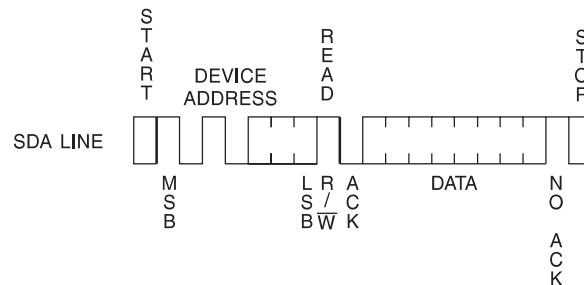 START
READ
STOP
DEVICE
ADDRESS
SDA LINE
MSB
LSB
R/W
ACK
DATA
NO ACK